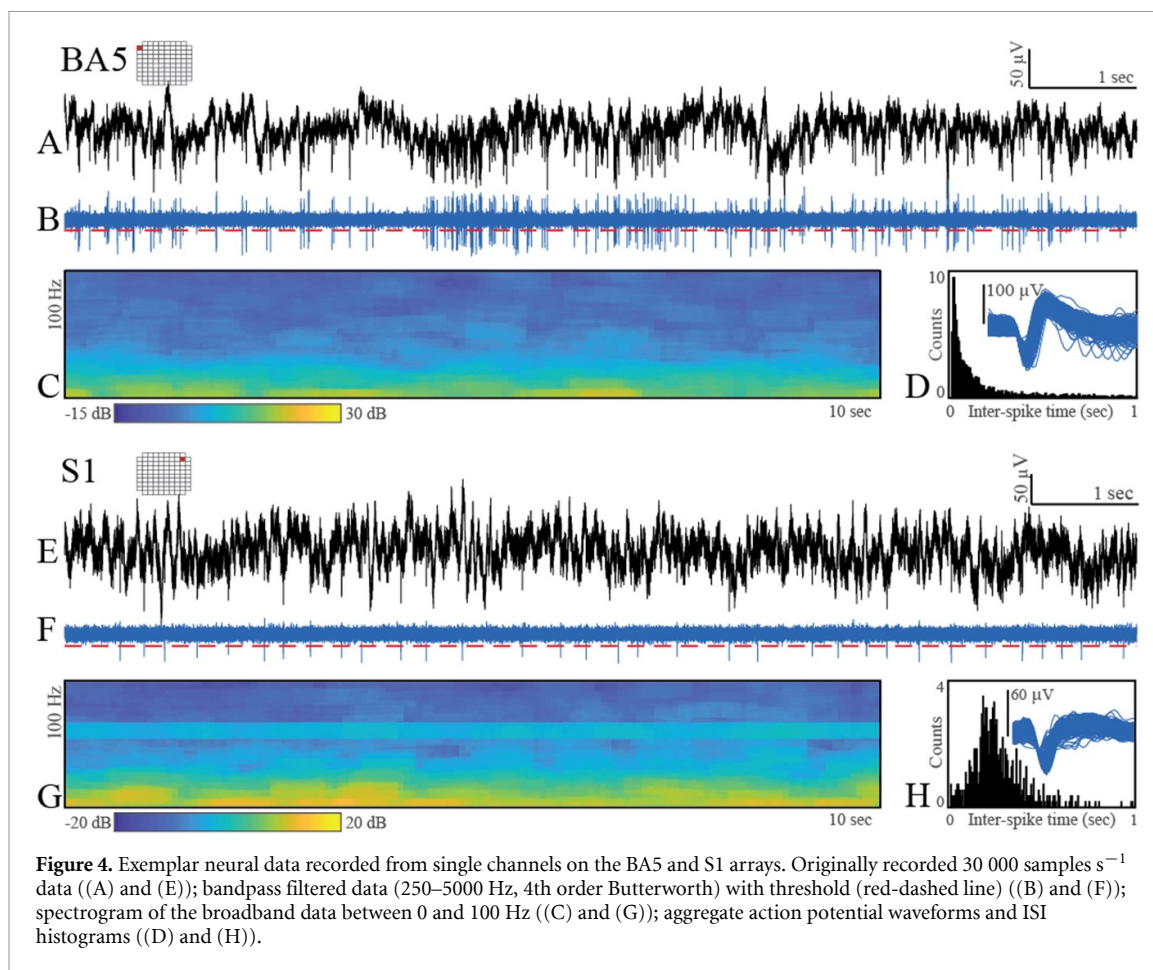 BA5
50 µV
1 sec
A
B
100 Hz
C
-15 dB
30 dB
10 sec
10
Counts
0
100 µV
D
0
Inter-spike time (sec)
1
S1
50 µV
1 sec
E
F
100 Hz
G
-20 dB
20 dB
10 sec
4
Counts
0
60 µV
H
0
Inter-spike time (sec)
1
Figure 4. Exemplar neural data recorded from single channels on the BA5 and S1 arrays. Originally recorded 30 000 samples s⁻¹
data ((A) and (E)); bandpass filtered data (250–5000 Hz, 4th order Butterworth) with threshold (red-dashed line) ((B) and (F));
spectrogram of the broadband data between 0 and 100 Hz ((C) and (G)); aggregate action potential waveforms and ISI
histograms ((D) and (H)).